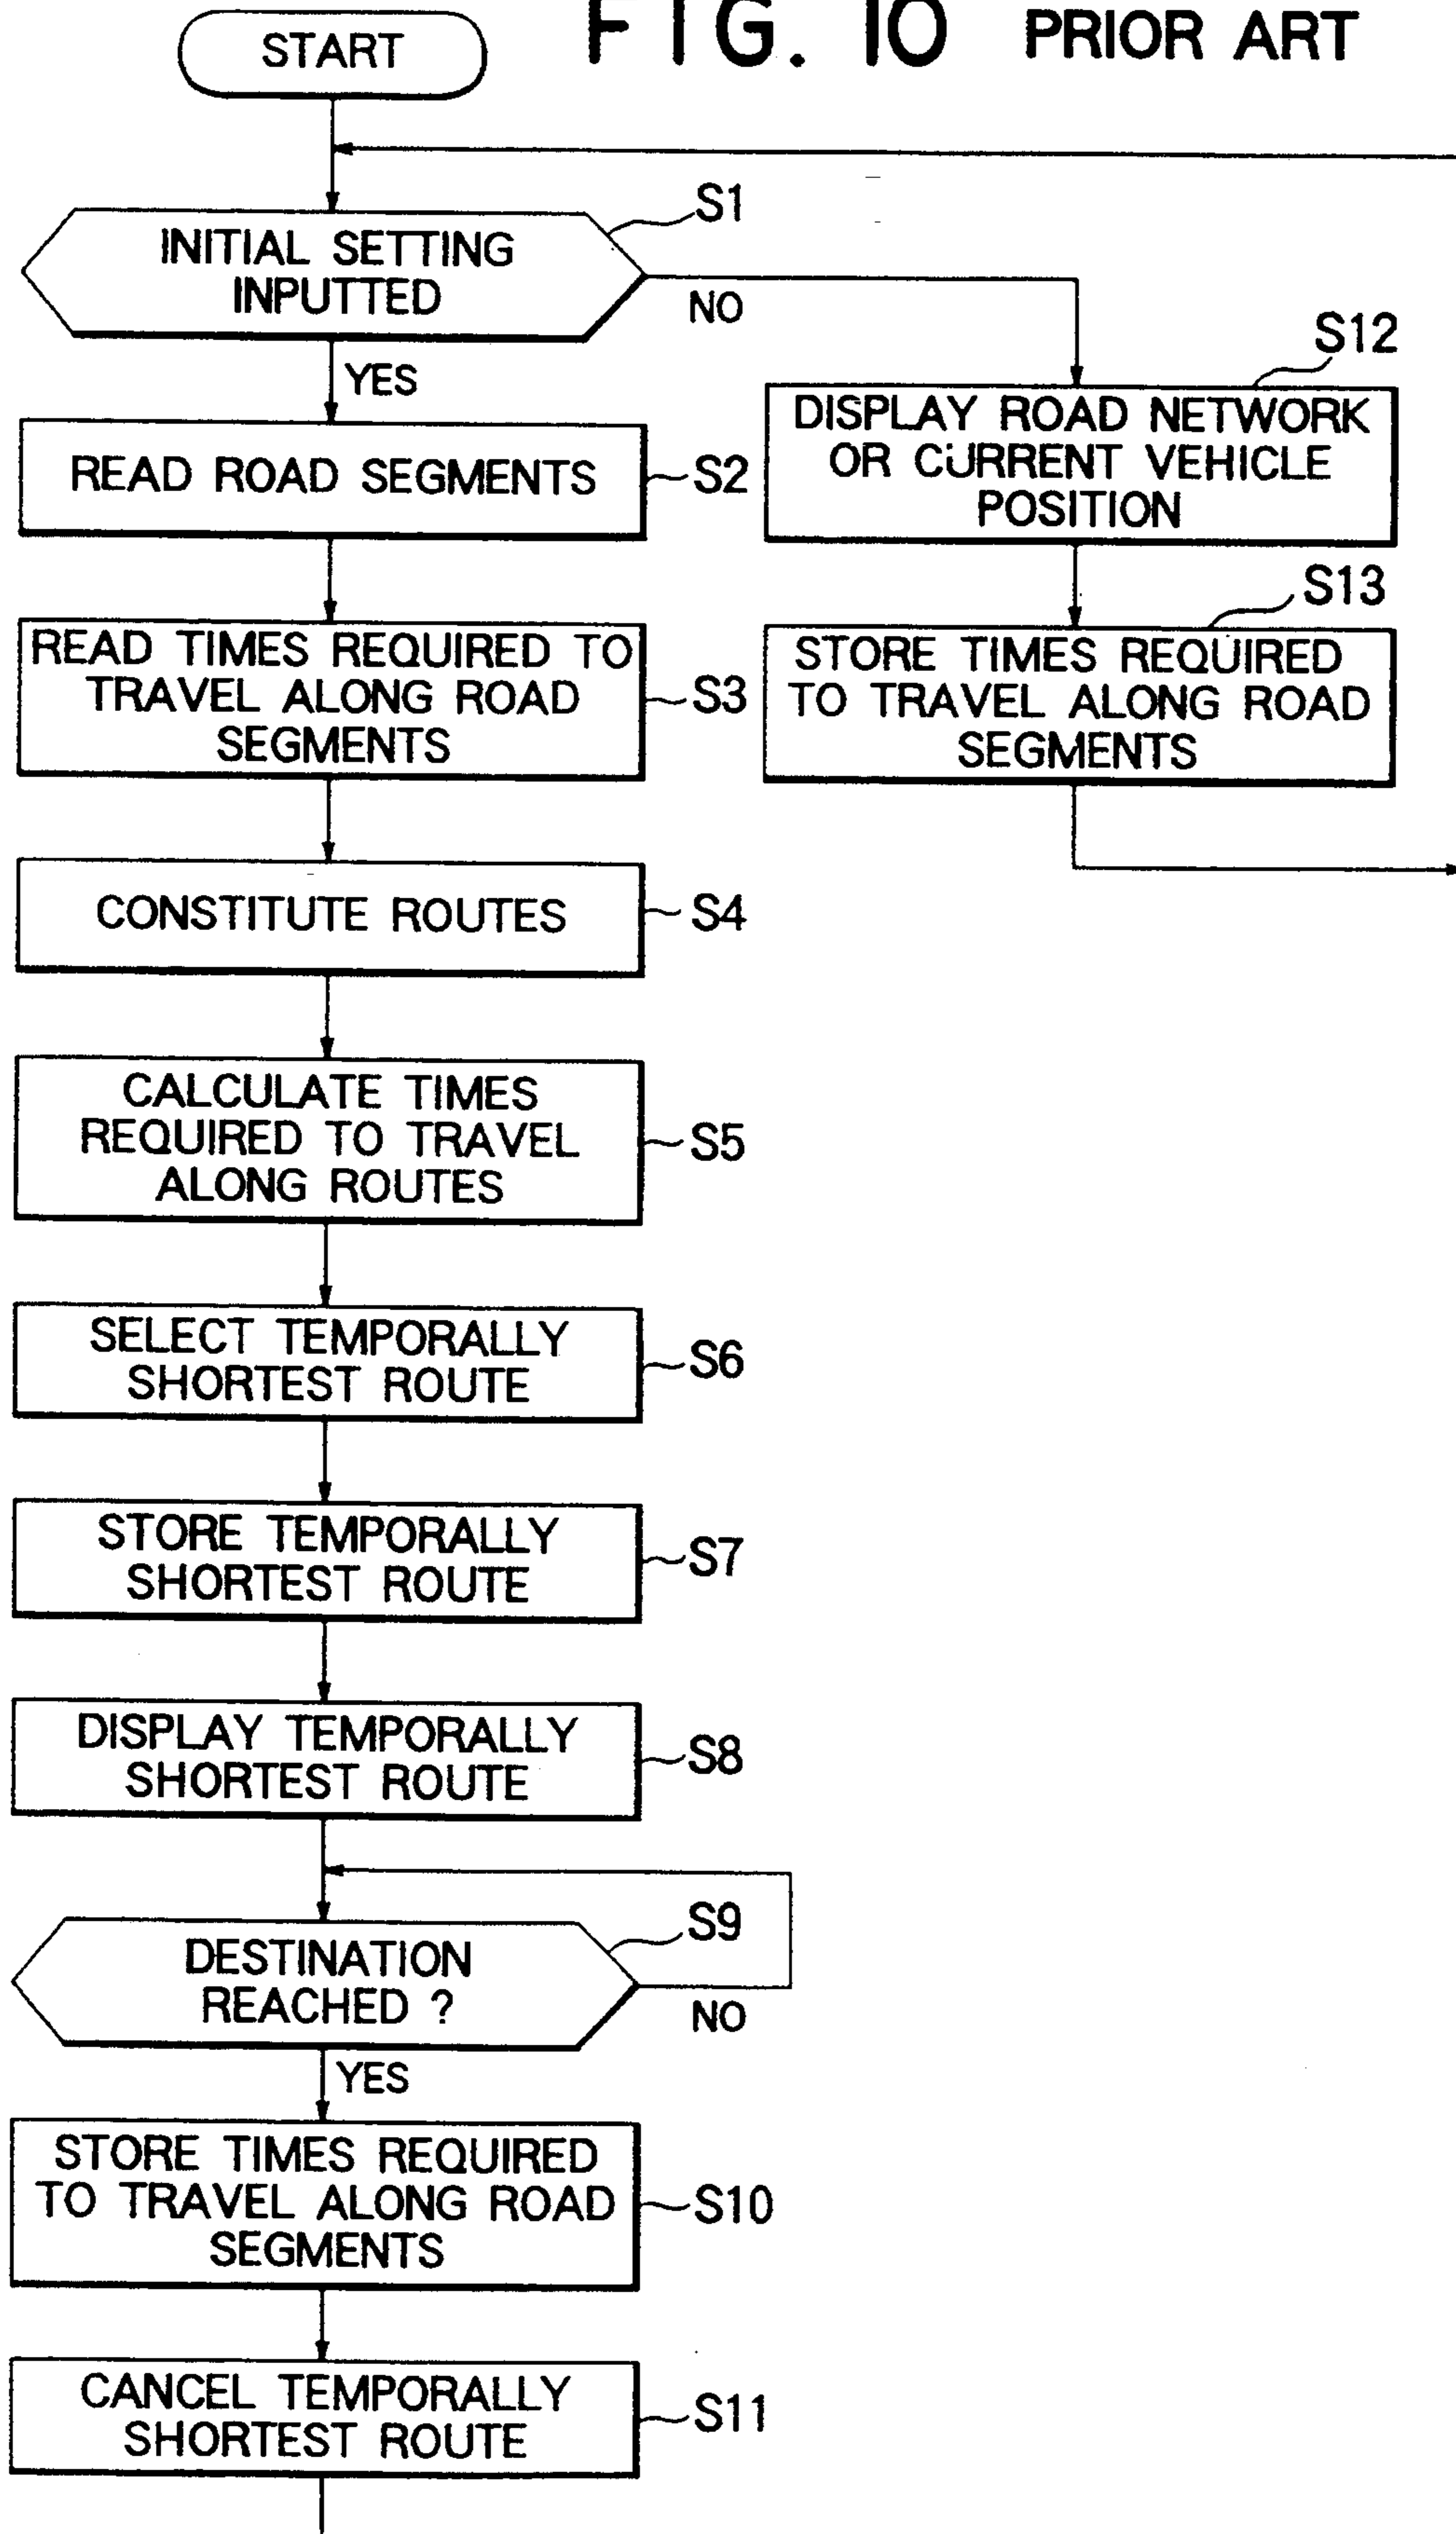 FIG. 10 PRIOR ART
START
S1
INITIAL SETTING
INPUTTED
NO
YES
S12
DISPLAY ROAD NETWORK
OR CURRENT VEHICLE
POSITION
READ ROAD SEGMENTS
S2
S13
STORE TIMES REQUIRED
TO TRAVEL ALONG ROAD
SEGMENTS
READ TIMES REQUIRED TO
TRAVEL ALONG ROAD
SEGMENTS
S3
CONSTITUTE ROUTES
S4
CALCULATE TIMES
REQUIRED TO TRAVEL
ALONG ROUTES
S5
SELECT TEMPORALLY
SHORTEST ROUTE
S6
STORE TEMPORALLY
SHORTEST ROUTE
S7
DISPLAY TEMPORALLY
SHORTEST ROUTE
S8
S9
DESTINATION
REACHED ?
NO
YES
STORE TIMES REQUIRED
TO TRAVEL ALONG ROAD
SEGMENTS
S10
CANCEL TEMPORALLY
SHORTEST ROUTE
S11